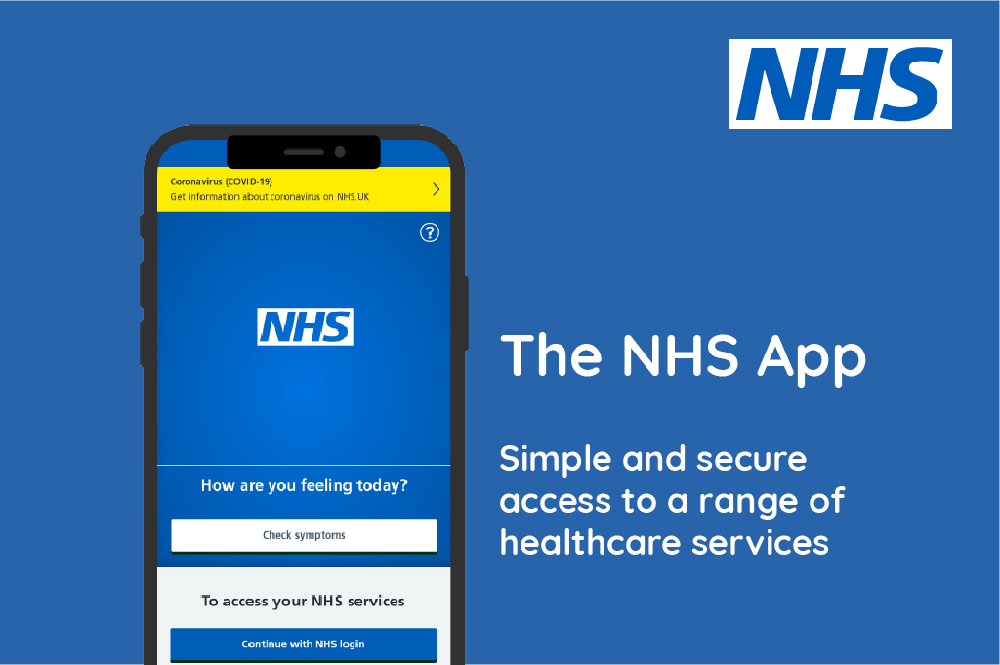 NHS
Coronavirus (COVID-19)
Get information about coronavirus on NHS.UK
?
NHS
How are you feeling today?
Check symptoms
To access your NHS services
Continue with NHS login
The NHS App
Simple and secure
access to a range of
healthcare services